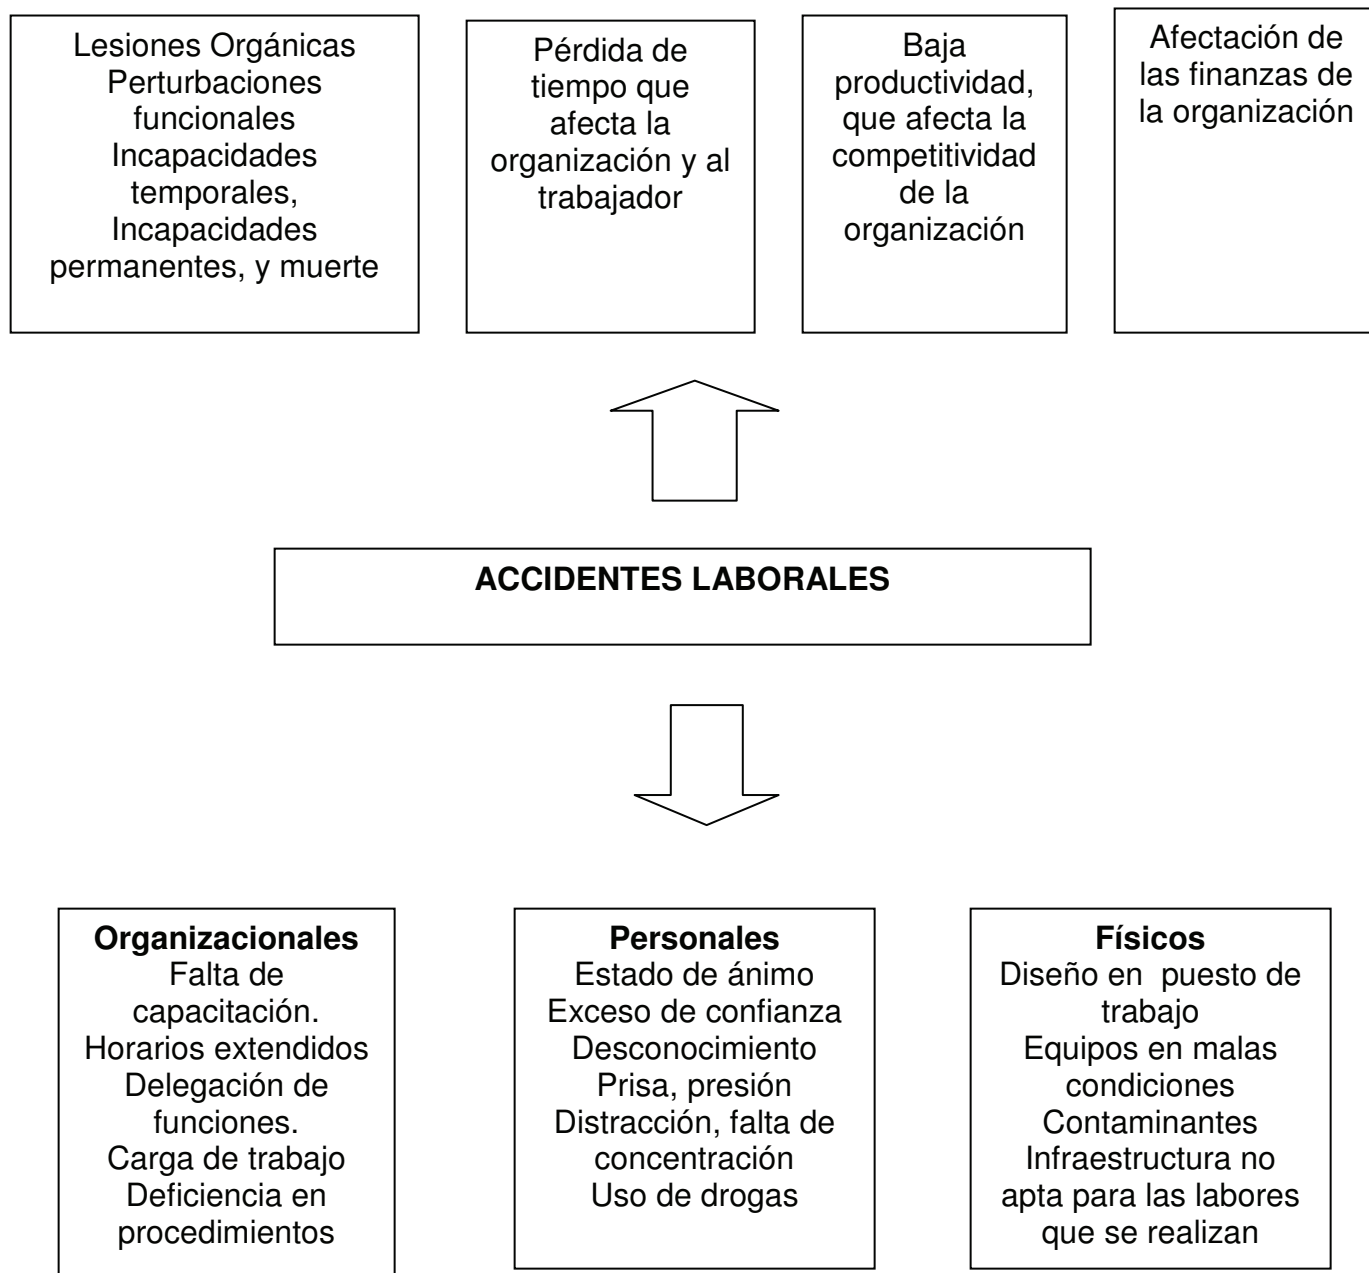 Lesiones Orgánicas
Perturbaciones
funcionales
Incapacidades
temporales,
Incapacidades
permanentes, y muerte
Pérdida de
tiempo que
afecta la
organización y al
trabajador
Baja
productividad,
que afecta la
competitividad
de la
organización
Afectación de
las finanzas de
la organización
ACCIDENTES LABORALES
Organizacionales
Falta de
capacitación.
Horarios extendidos
Delegación de
funciones.
Carga de trabajo
Deficiencia en
procedimientos
Personales
Estado de ánimo
Exceso de confianza
Desconocimiento
Prisa, presión
Distracción, falta de
concentración
Uso de drogas
Físicos
Diseño en  puesto de
trabajo
Equipos en malas
condiciones
Contaminantes
Infraestructura no
apta para las labores
que se realizan